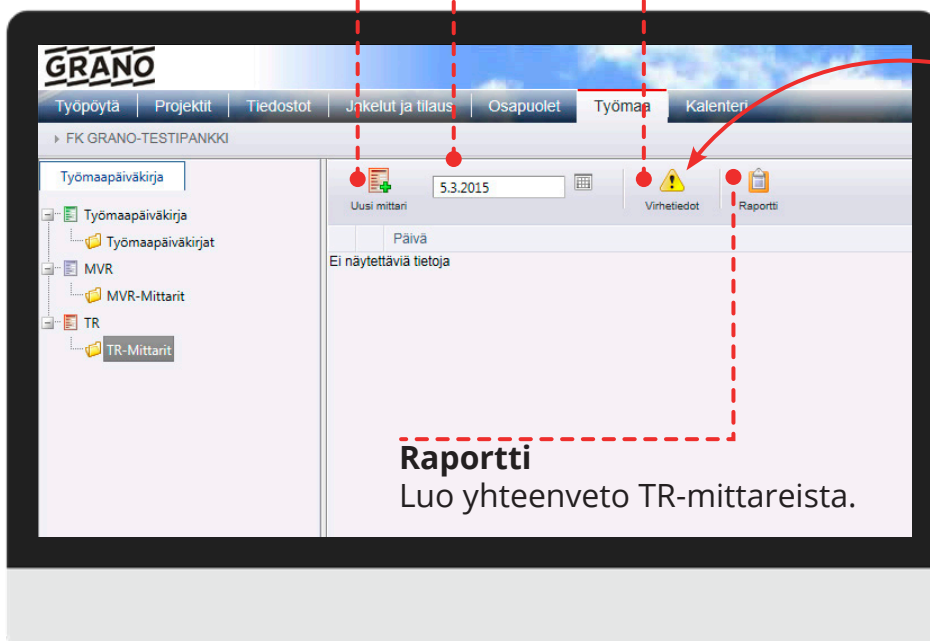 GRANO
Työpöytä Projektit Tiedostot Jakelut ja tilaus Osapuolet Työmaa Kalenteri
FK GRANO-TESTIPANKKI
Työmaapäiväkirja
Työmaapäiväkirja
Työmaapäiväkirjat
MVR
MVR-Mittarit
TR
TR-Mittarit
5.3.2015
Uusi mittari Virhetiedot Raportti
Päivä
Ei näytettäviä tietoja
Raportti
Luo yhteenveto TR-mittareista.